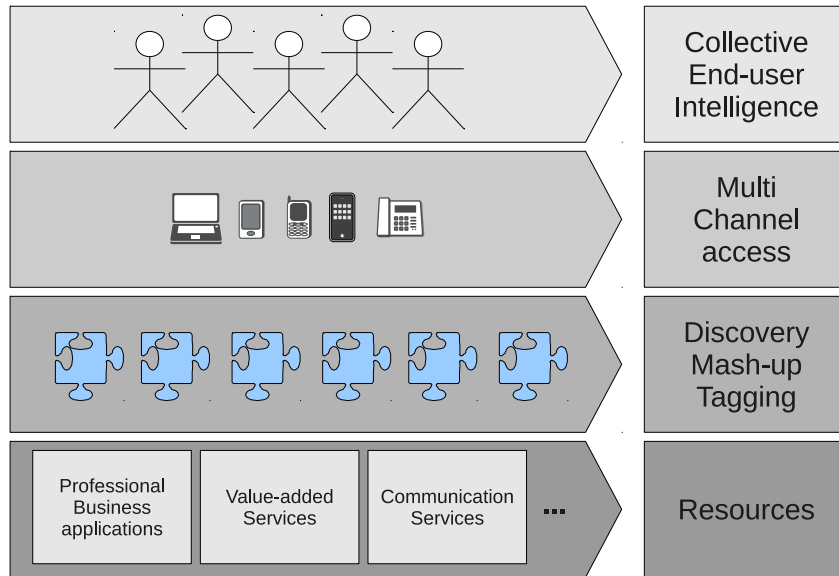 Collective
End-user
Intelligence
Multi
Channel
access
Discovery
Mash-up
Tagging
Professional
Business
applications
Value-added
Services
Communication
Services
...
Resources